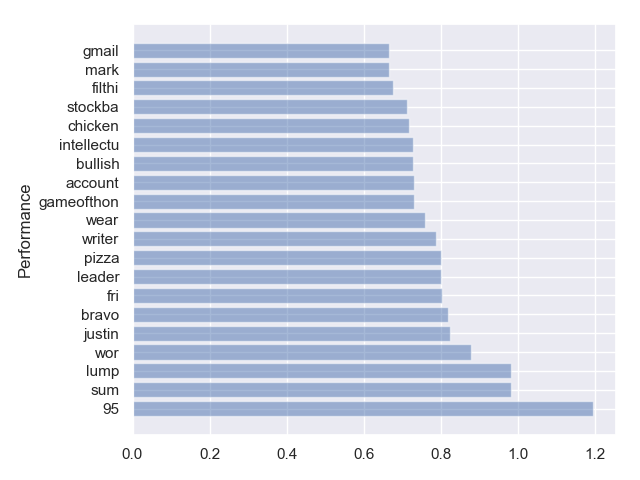 gmail
mark
filthi
stockba
chicken
intellectu
bullish
account
gameofthon
wear
writer
pizza
leader
fri
bravo
justin
wor
lump
sum
95
Performance
0.0 0.2 0.4 0.6 0.8 1.0 1.2